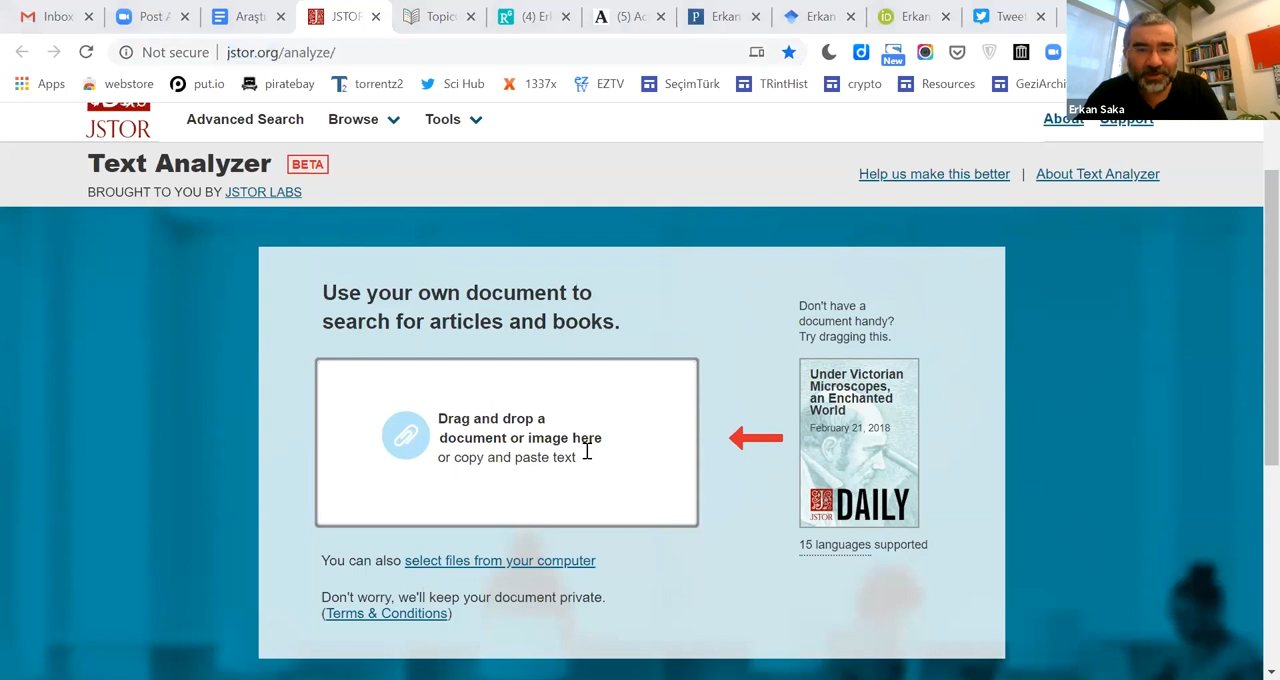 Inbox
Post A
Araştı
JSTOR
Topic
(4) Erl
(5) Ac
Erkan
Erkan
Erkan
Tweet
Not secure
jstor.org/analyze/
New
Apps
webstore
put.io
piratebay
torrentz2
Sci Hub
1337x
EZTV
SeçimTürk
TRintHist
crypto
Resources
GeziArchi
Erkan Saka
JSTOR
Advanced Search
Browse
Tools
About
Support
Text Analyzer
BETA
BROUGHT TO YOU BY JSTOR LABS
Help us make this better | About Text Analyzer
Use your own document to
search for articles and books.
Drag and drop a
document or image here
or copy and paste text
You can also select files from your computer
Don't worry, we'll keep your document private.
(Terms & Conditions)
Don't have a
document handy?
Try dragging this.
Under Victorian
Microscopes,
an Enchanted
World
February 21, 2018
JSTOR DAILY
15 languages supported